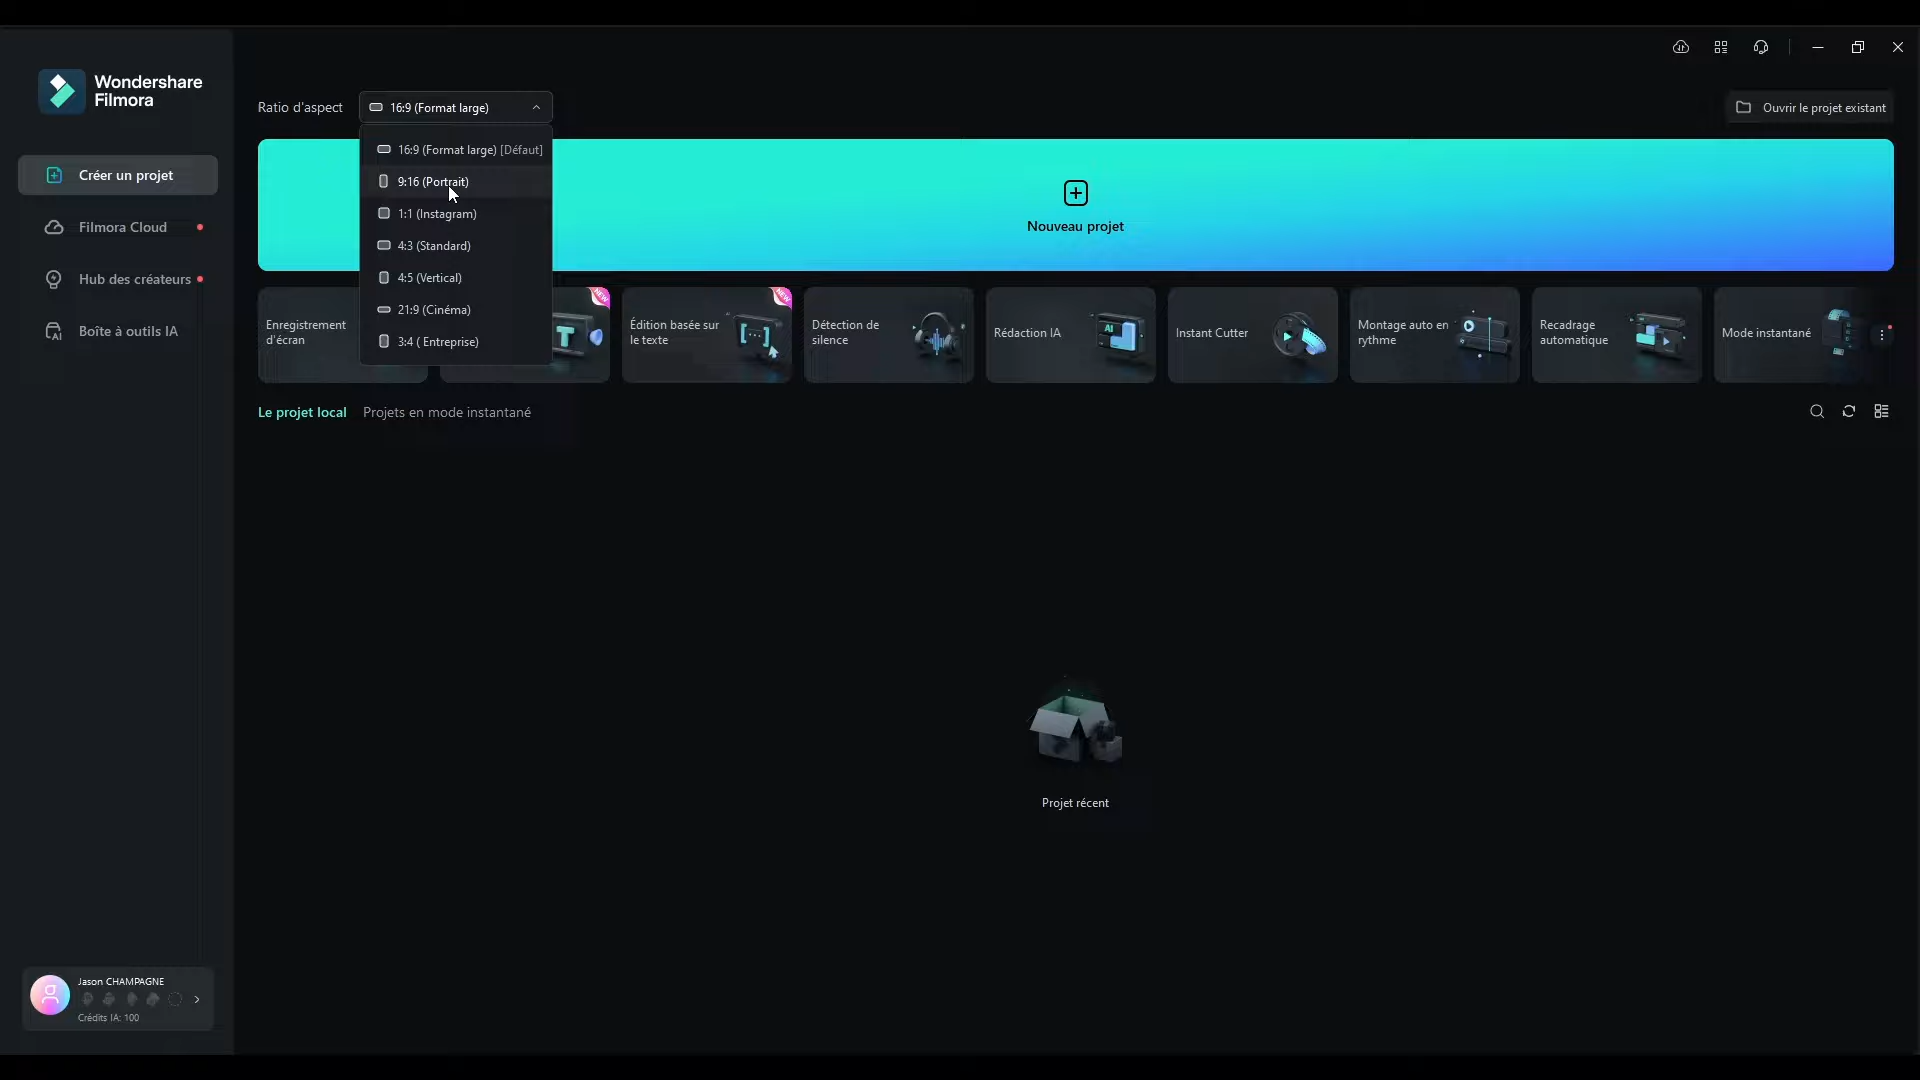 Wondershare
Filmora
Ratio d'aspect
16:9 (Format large)
Ouvrir le projet existant
16:9 (Format large) [Défaut]
9:16 (Portrait)
1:1 (Instagram)
4:3 (Standard)
4:5 (Vertical)
21:9 (Cinéma)
3:4 ( Entreprise)
Créer un projet
Filmora Cloud
Hub des créateurs
Boîte à outils IA
Nouveau projet
Enregistrement
d'écran
NEW
T
Édition basée sur
le texte
NEW
Détection de
silence
Rédaction IA
AI
Instant Cutter
Montage auto en
rythme
Recadrage
automatique
Mode instantané
Le projet local
Projets en mode instantané
Projet récent
Jason CHAMPAGNE
Crédits IA: 100